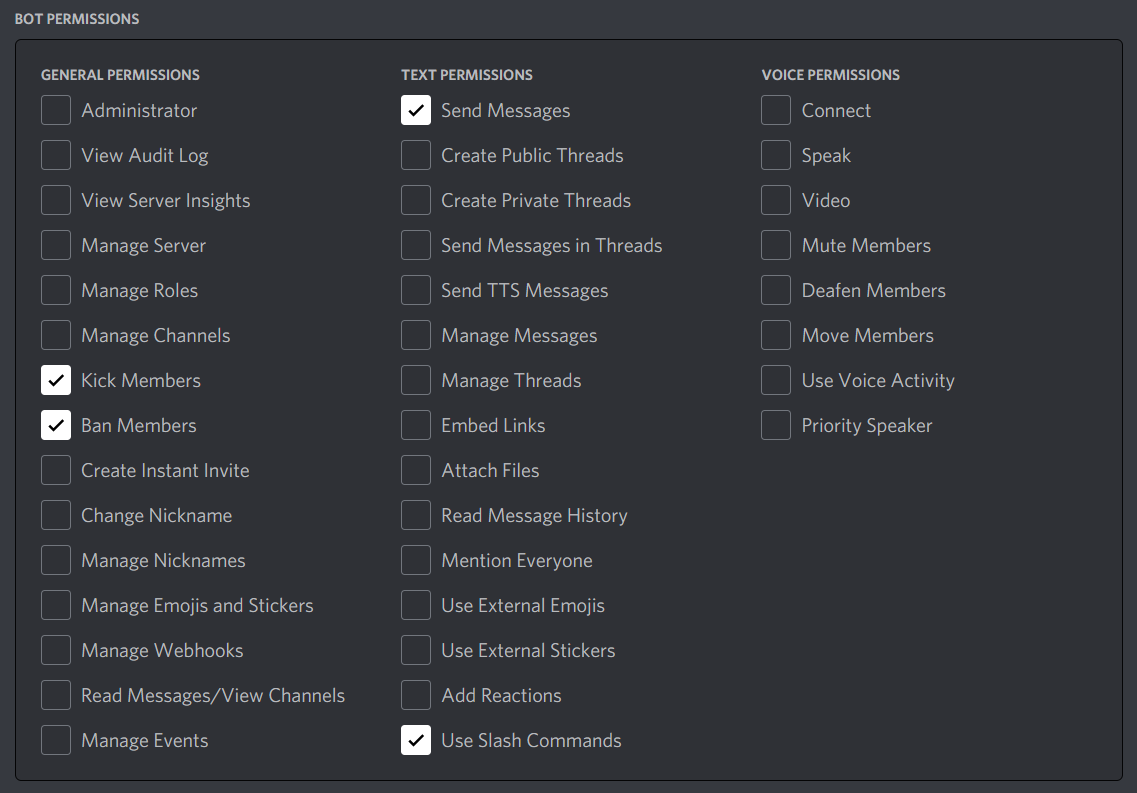 BOT PERMISSIONS
GENERAL PERMISSIONS
Administrator
View Audit Log
View Server Insights
Manage Server
Manage Roles
Manage Channels
Kick Members
Ban Members
Create Instant Invite
Change Nickname
Manage Nicknames
Manage Emojis and Stickers
Manage Webhooks
Read Messages/View Channels
Manage Events
TEXT PERMISSIONS
Send Messages
Create Public Threads
Create Private Threads
Send Messages in Threads
Send TTS Messages
Manage Messages
Manage Threads
Embed Links
Attach Files
Read Message History
Mention Everyone
Use External Emojis
Use External Stickers
Add Reactions
Use Slash Commands
VOICE PERMISSIONS
Connect
Speak
Video
Mute Members
Deafen Members
Move Members
Use Voice Activity
Priority Speaker